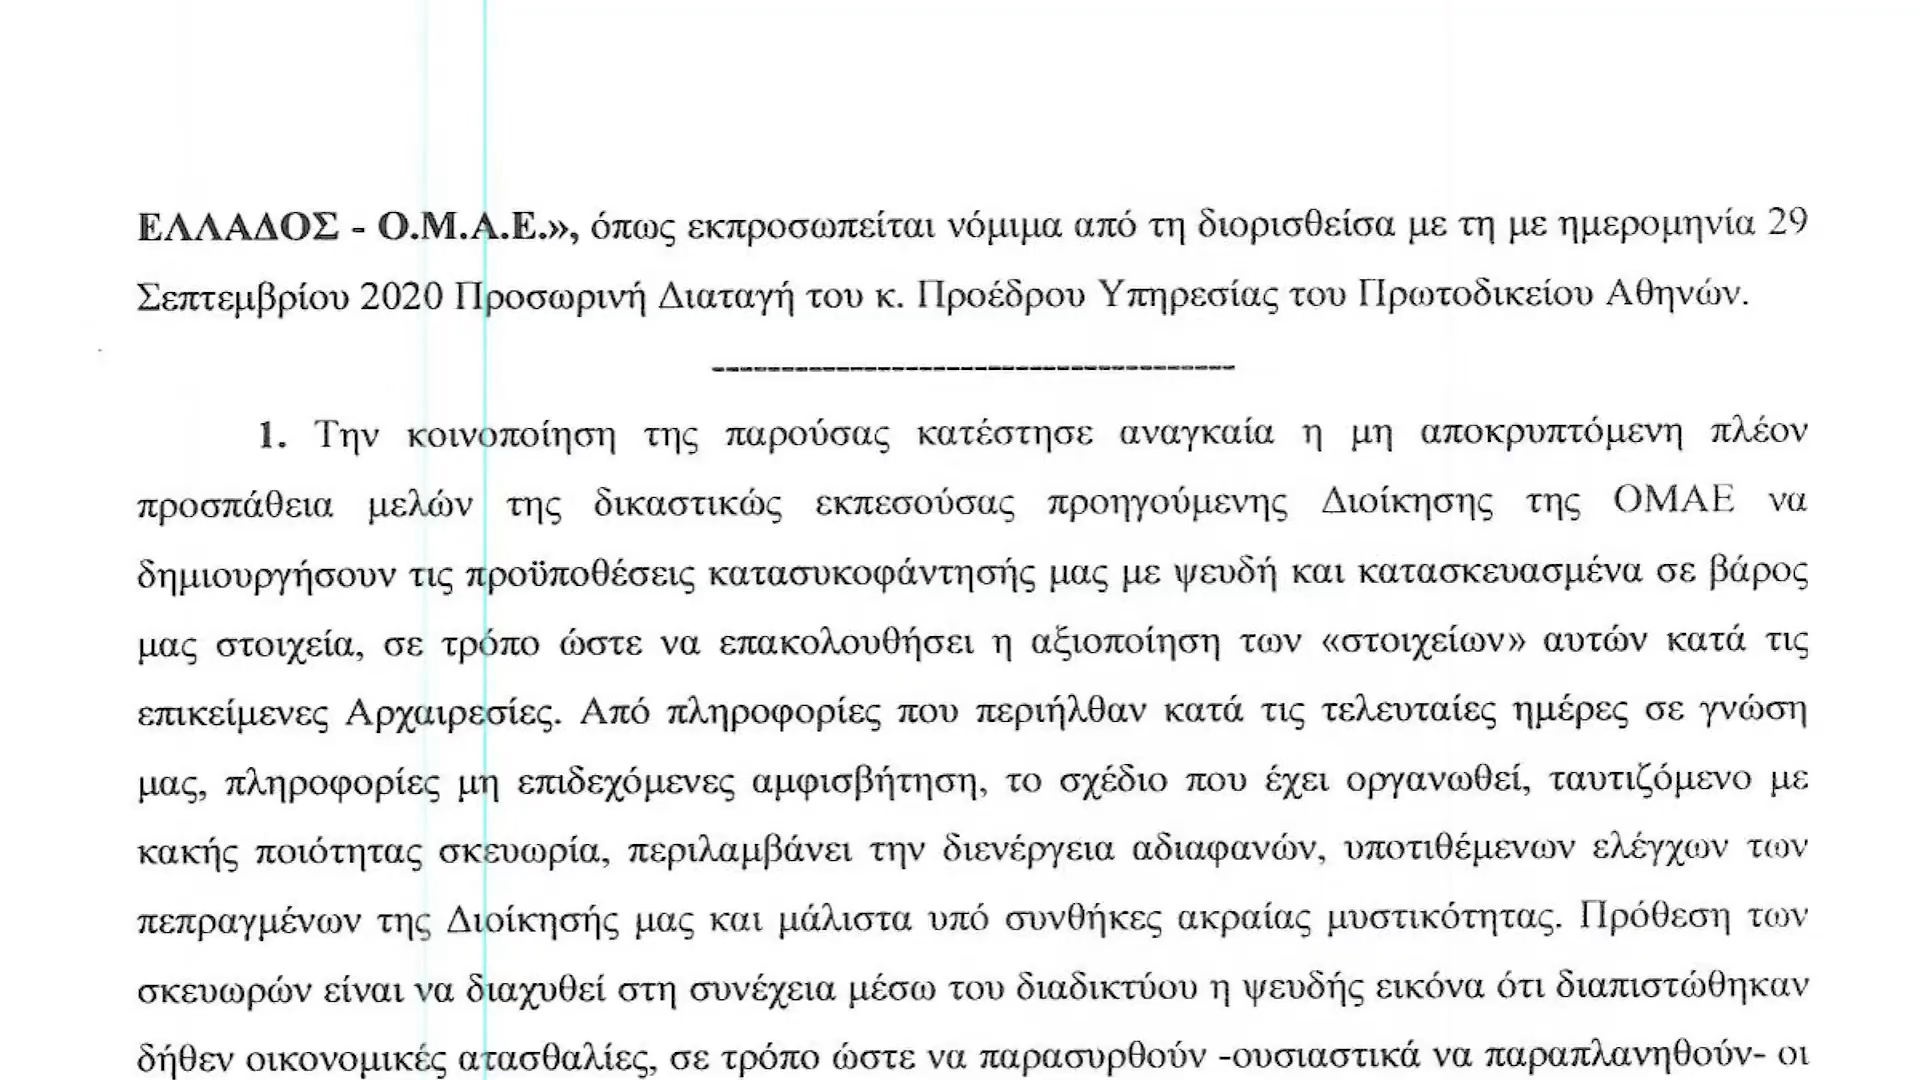 ΕΛΛΑΔΟΣ - Ο.Μ.Α.Ε.», όπως εκπροσωπείται νόμιμα από τη διορισθείσα με τη με ημερομηνία 29
Σεπτεμβρίου 2020 Προσωρινή Διαταγή του κ. Προέδρου Υπηρεσίας του Πρωτοδικείου Αθηνών.
--------------------------------------
1. Την κοινοποίηση της παρούσας κατέστησε αναγκαία η μη αποκρυπτόμενη πλέον
προσπάθεια μελών της δικαστικώς εκπεσούσας προηγούμενης Διοίκησης της ΟΜΑΕ να
δημιουργήσουν τις προϋποθέσεις κατασυκοφάντησής μας με ψευδή και κατασκευασμένα σε βάρος
μας στοιχεία, σε τρόπο ώστε να επακολουθήσει η αξιοποίηση των «στοιχείων» αυτών κατά τις
επικείμενες Αρχαιρεσίες. Από πληροφορίες που περιήλθαν κατά τις τελευταίες ημέρες σε γνώση
μας, πληροφορίες μη επιδεχόμενες αμφισβήτηση, το σχέδιο που έχει οργανωθεί, ταυτιζόμενο με
κακής ποιότητας σκευωρία, περιλαμβάνει την διενέργεια αδιαφανών, υποτιθέμενων ελέγχων των
πεπραγμένων της Διοίκησής μας και μάλιστα υπό συνθήκες ακραίας μυστικότητας. Πρόθεση των
σκευωρών είναι να διαχυθεί στη συνέχεια μέσω του διαδικτύου η ψευδής εικόνα ότι διαπιστώθηκαν
δήθεν οικονομικές ατασθαλίες, σε τρόπο ώστε να παρασυρθούν -ουσιαστικά να παραπλανηθούν- οι